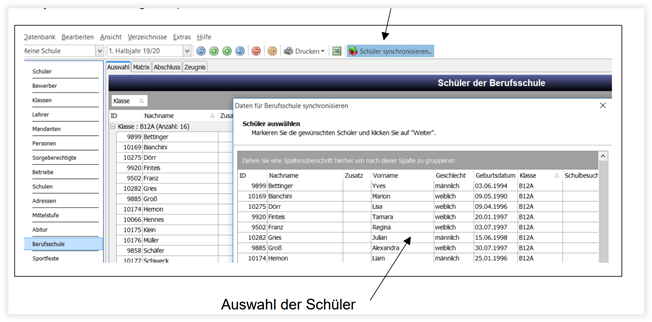 Datenbank Bearbeiten Ansicht Verzeichnisse Extras Hilfe
Meine Schule 1. Halbjahr 19/20 Drucken Schüler synchronisieren...
Auswahl Matrix Abschluss Zeugnis
Schüler
Bewerber
Klassen
Lehrer
Mandanten
Personen
Sorgeberechtigte
Betriebe
Schulen
Adressen
Mittelstufe
Abitur
Berufsschule
Sportfeste
Schüler der Berufsschule
Klasse
ID Nachname Zusa
Klasse : B12A (Anzahl: 16)
9899 Bettinger
10169 Bianchini
10275 Dörr
9920 Finteis
9502 Franz
10282 Gries
9885 Groß
10174 Hemon
10066 Hennes
10175 Klein
10176 Müller
9858 Schäfer
10177 Schweck
Daten für Berufsschule synchronisieren
Schüler auswählen
Markieren Sie die gewünschten Schüler und klicken Sie auf "Weiter".
Ziehen Sie eine Spaltenüberschrift hierher um nach dieser Spalte zu gruppieren
ID Nachname Zusatz Vorname Geschlecht Geburtsdatum Klasse Schulbesuch
9899 Bettinger Yves männlich 03.06.1994 B12A
10169 Bianchini Marion weiblich 09.05.1990 B12A
10275 Dörr Lisa weiblich 09.04.1996 B12A
9920 Finteis Tamara weiblich 20.01.1997 B12A
9502 Franz Regina weiblich 03.07.1997 B12A
10282 Gries Julian männlich 15.06.1998 B12A
9885 Groß Alexandra weiblich 30.07.1997 B12A
10174 Hemon Liam männlich 25.01.1996 B12A
Auswahl der Schüler